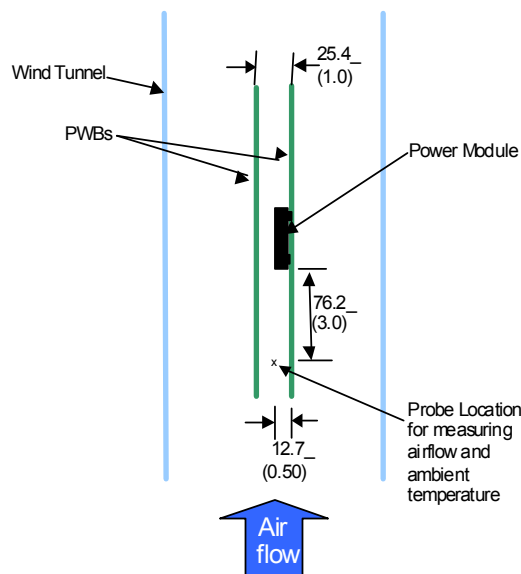 25.4_
(1.0)
Wind Tunnel
PWBs
Power Module
76.2_
(3.0)
x
Probe Location
for measuring
airflow and
ambient
temperature
12.7_
(0.50)
Air
flow